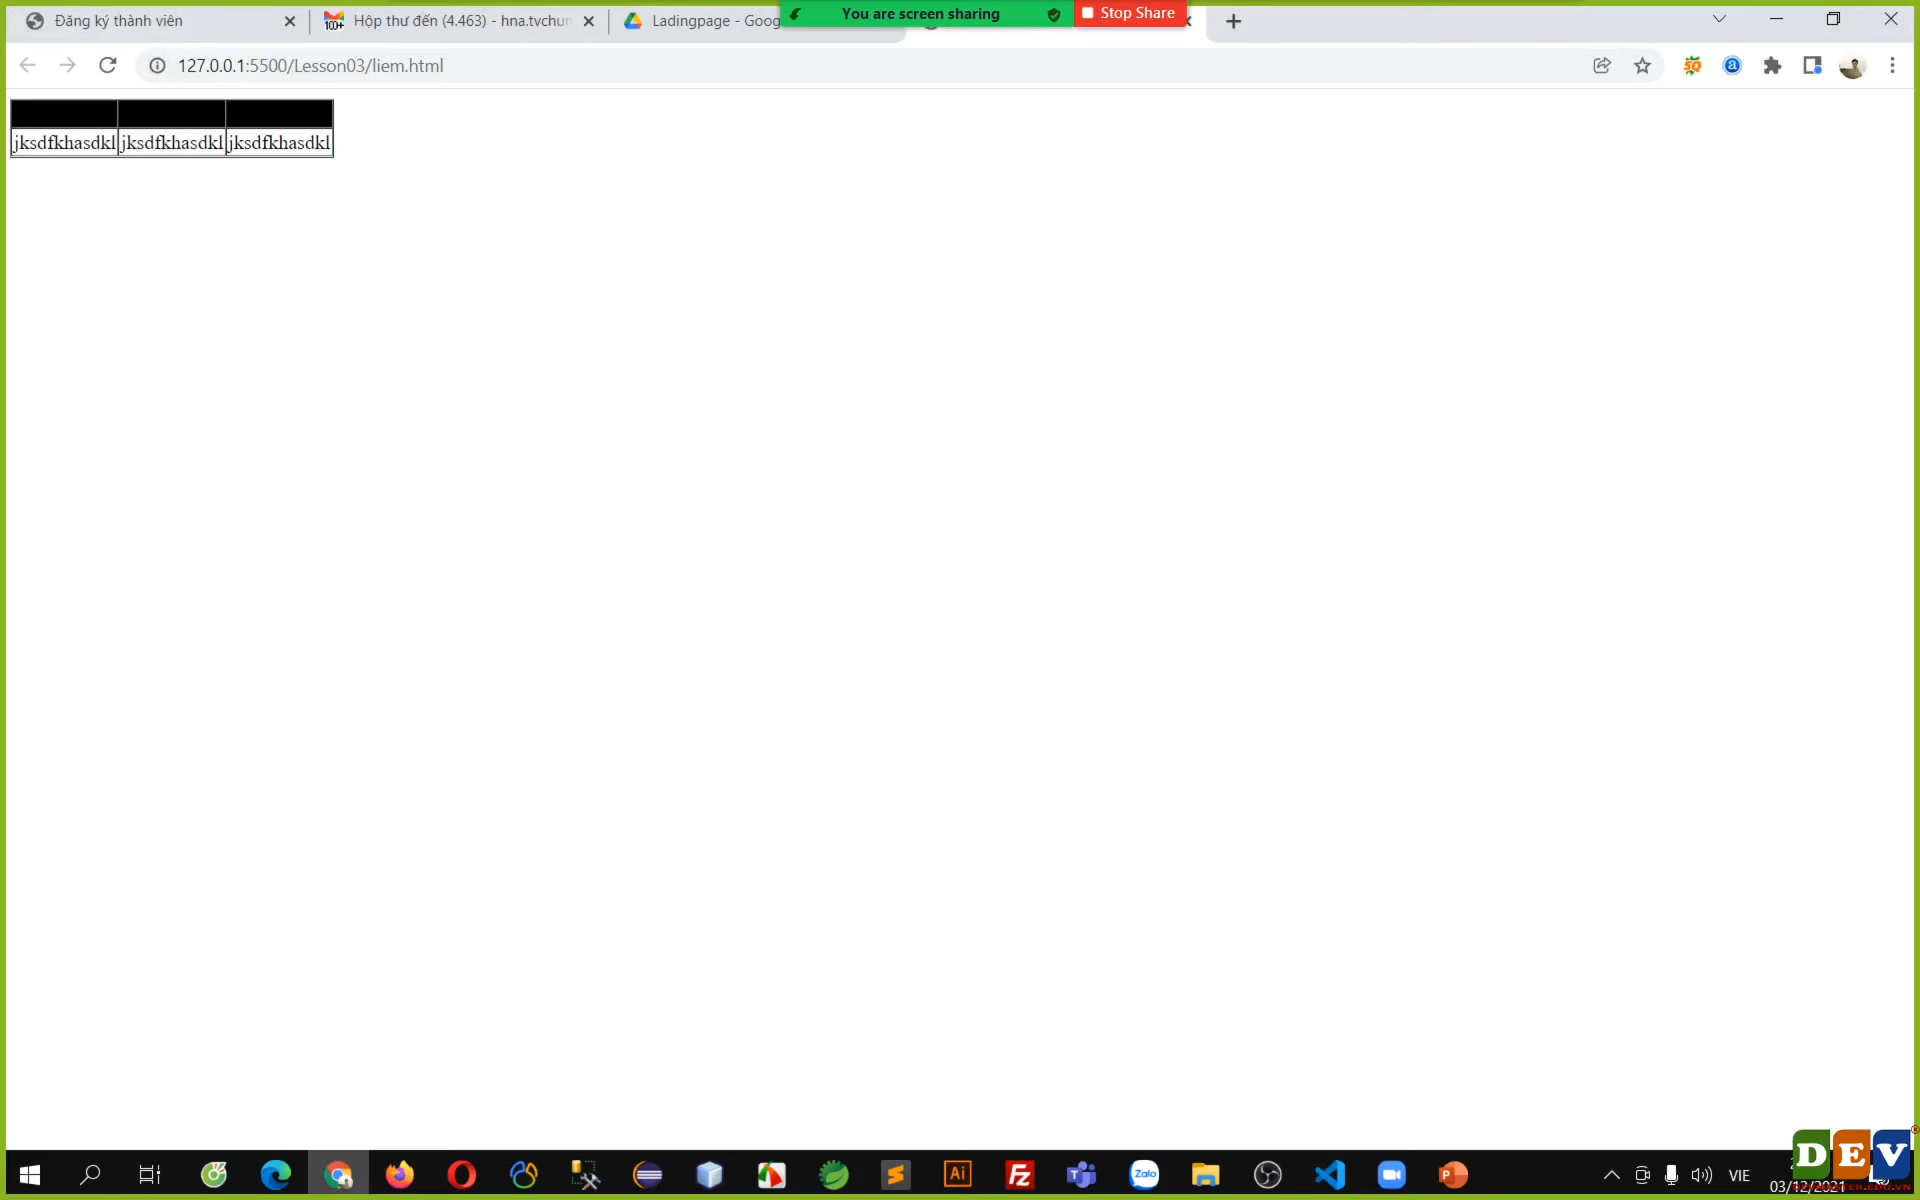 Đăng ký thành viên
Hộp thư đến (4.463) - hna.tvchun
Ladingpage - Goog
You are screen sharing
Stop Share
127.0.0.1:5500/Lesson03/liem.html
jksdfkhasdkl jksdfkhasdkl jksdfkhasdkl
VIE
03/12/2021
DEV